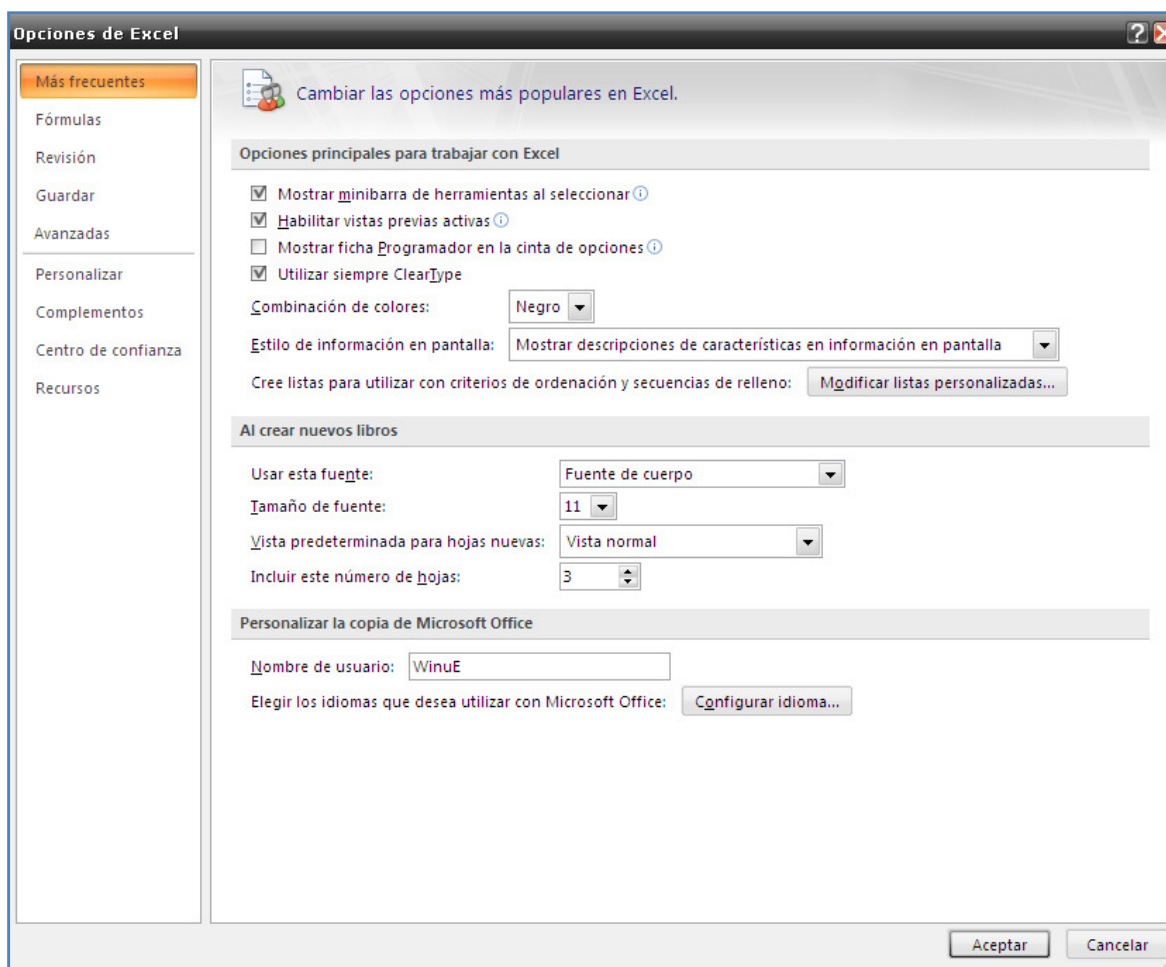 Opciones de Excel
Más frecuentes
Fórmulas
Revisión
Guardar
Avanzadas
Personalizar
Complementos
Centro de confianza
Recursos
Cambiar las opciones más populares en Excel.
Opciones principales para trabajar con Excel
Mostrar minibarra de herramientas al seleccionar
Habilitar vistas previas activas
Mostrar ficha Programador en la cinta de opciones
Utilizar siempre ClearType
Combinación de colores: Negro
Estilo de información en pantalla: Mostrar descripciones de características en información en pantalla
Cree listas para utilizar con criterios de ordenación y secuencias de relleno: Modificar listas personalizadas...
Al crear nuevos libros
Usar esta fuente: Fuente de cuerpo
Tamaño de fuente: 11
Vista predeterminada para hojas nuevas: Vista normal
Incluir este número de hojas: 3
Personalizar la copia de Microsoft Office
Nombre de usuario: WinuE
Elegir los idiomas que desea utilizar con Microsoft Office: Configurar idioma...
Aceptar Cancelar